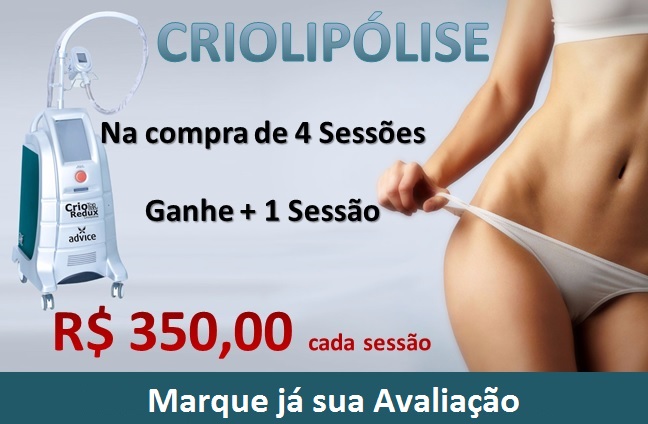 CRIOLIPÓLISE
Na compra de 4 Sessões
Ganhe + 1 Sessão
Crio
Redux
advice
R$ 350,00 cada sessão
Marque já sua Avaliação